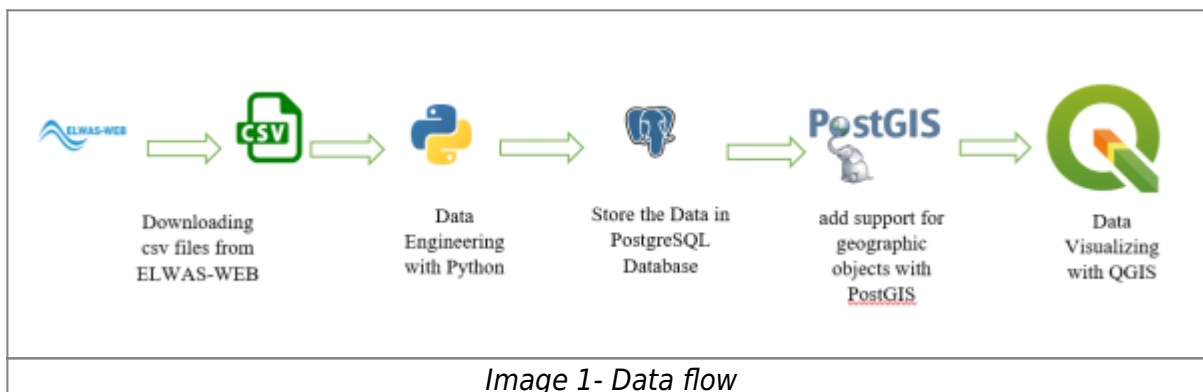 ELWAS-WEB
CSV
PostGIS
Downloading
csv files from
ELWAS-WEB
Data
Engineering
with Python
Store the Data in
PostgreSQL
Database
add support for
geographic
objects with
PostGIS
Data
Visualizing
with QGIS
Image 1- Data flow